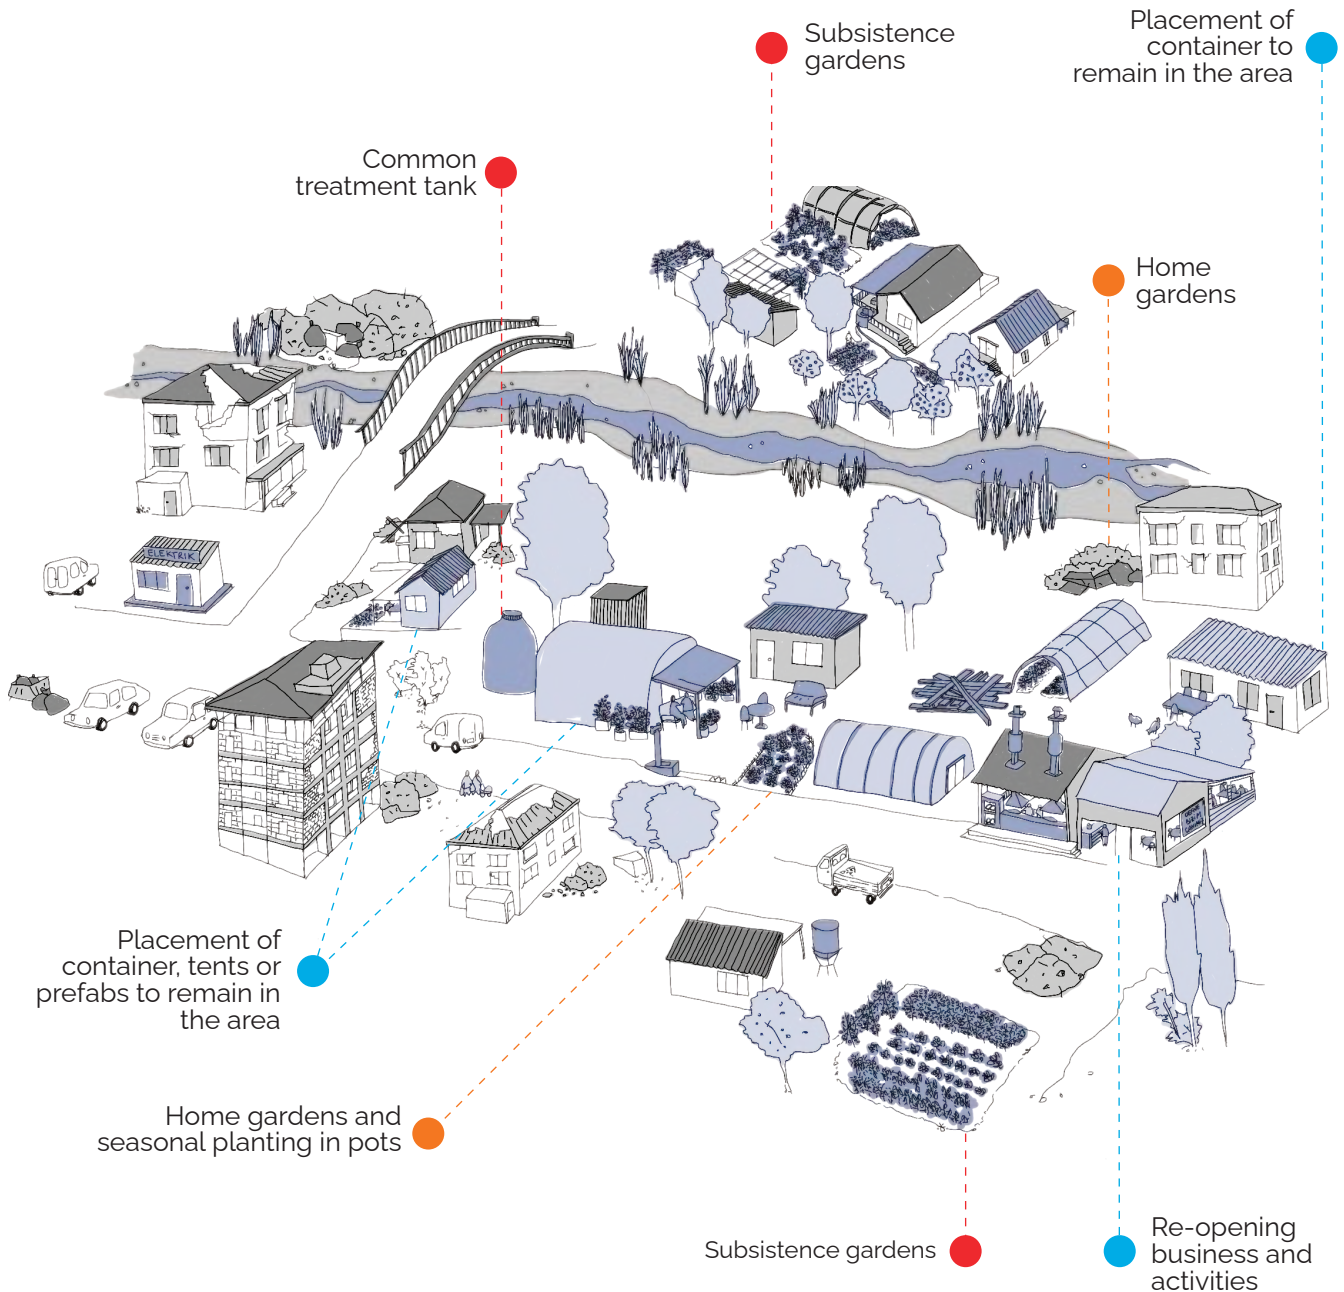 Subsistence
gardens
Placement of
container to
remain in the area
Common
treatment tank
Home
gardens
ELEKTRIK
Placement of
container, tents or
prefabs to remain in
the area
Home gardens and
seasonal planting in pots
Subsistence gardens
Re-opening
business and
activities